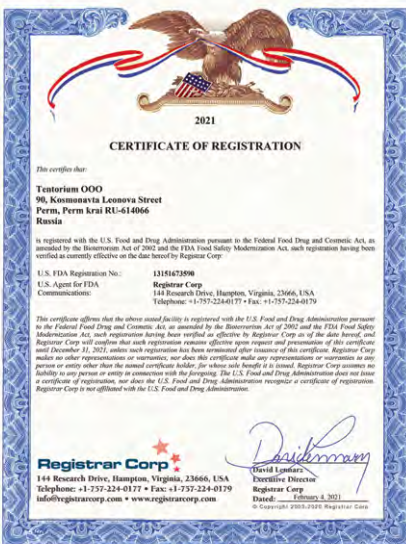 2021
CERTIFICATE OF REGISTRATION
This certifies that:
Tentorium OOO
90, Kosmonavta Leonova Street
Perm, Perm krai RU-614066
Russia
is registered with the U.S. Food and Drug Administration pursuant to the Federal Food Drug and Cosmetic Act, as
amended by the Bioterrorism Act of 2002 and the FDA Food Safety Modernization Act, such registration having been
verified as currently effective on the date hereof by Registrar Corp:
U.S. FDA Registration No.: 13151673590
U.S. Agent for FDA Registrar Corp
Communications: 144 Research Drive, Hampton, Virginia, 23666, USA
Telephone: +1-757-224-0177 • Fax: +1-757-224-0179
This certificate affirms that the above stated facility is registered with the U.S. Food and Drug Administration pursuant
to the Federal Food Drug and Cosmetic Act, as amended by the Bioterrorism Act of 2002 and the FDA Food Safety
Modernization Act, such registration having been verified as effective by Registrar Corp as of the date hereof, and
Registrar Corp will confirm that such registration remains effective upon request and presentation of this certificate
until December 31, 2021, unless such registration has been terminated after issuance of this certificate. Registrar Corp
makes no other representations or warranties, nor does this certificate make any representations or warranties to any
person or entity other than the named certificate holder, for whose sole benefit it is issued. Registrar Corp assumes no
liability to any person or entity in connection with the foregoing. The U.S. Food and Drug Administration does not issue
a certificate of registration, nor does the U.S. Food and Drug Administration recognize a certificate of registration.
Registrar Corp is not affiliated with the U.S. Food and Drug Administration.
Registrar Corp
144 Research Drive, Hampton, Virginia, 23666, USA
Telephone: +1-757-224-0177 • Fax: +1-757-224-0179
info@registrarcorp.com • www.registrarcorp.com
David Lennarz
Executive Director
Registrar Corp
Dated: February 4, 2021
© Copyright 2003-2020 Registrar Corp